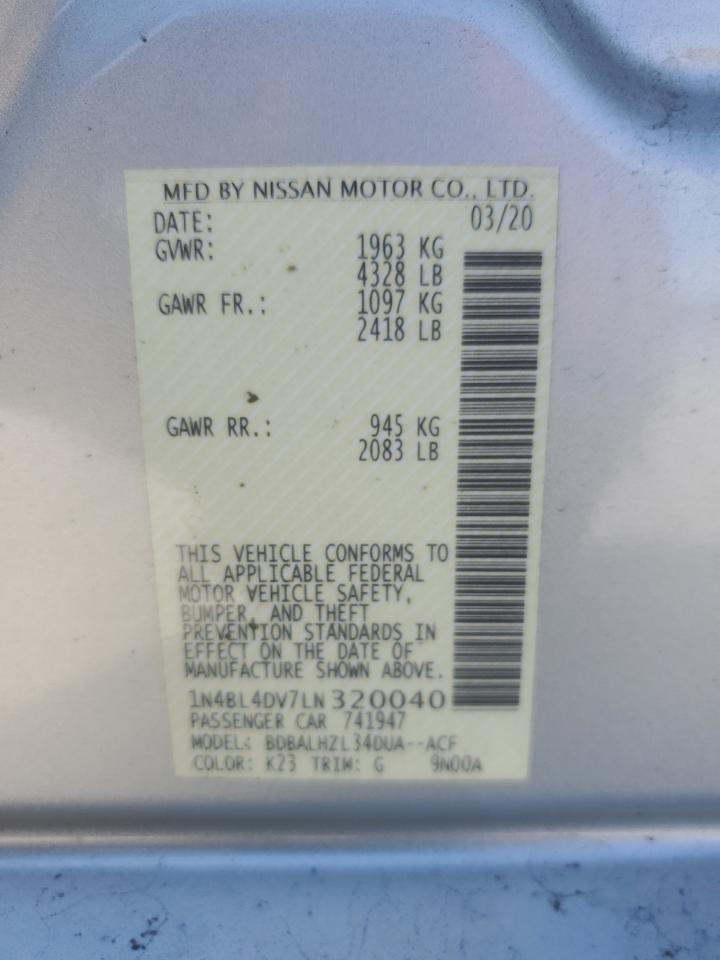 MFD BY NISSAN MOTOR CO., LTD.
DATE: 03/20
GVWR: 1963 KG
4328 LB
GAWR FR.: 1097 KG
2418 LB
GAWR RR.: 945 KG
2083 LB
THIS VEHICLE CONFORMS TO
ALL APPLICABLE FEDERAL
MOTOR VEHICLE SAFETY,
BUMPER, AND THEFT
PREVENTION STANDARDS IN
EFFECT ON THE DATE OF
MANUFACTURE SHOWN ABOVE.
1N4BL4DV7LN320040
PASSENGER CAR 741947
MODEL: BDBALHZL34DUA--ACF
COLOR: K23 TRIM: G 9N00A